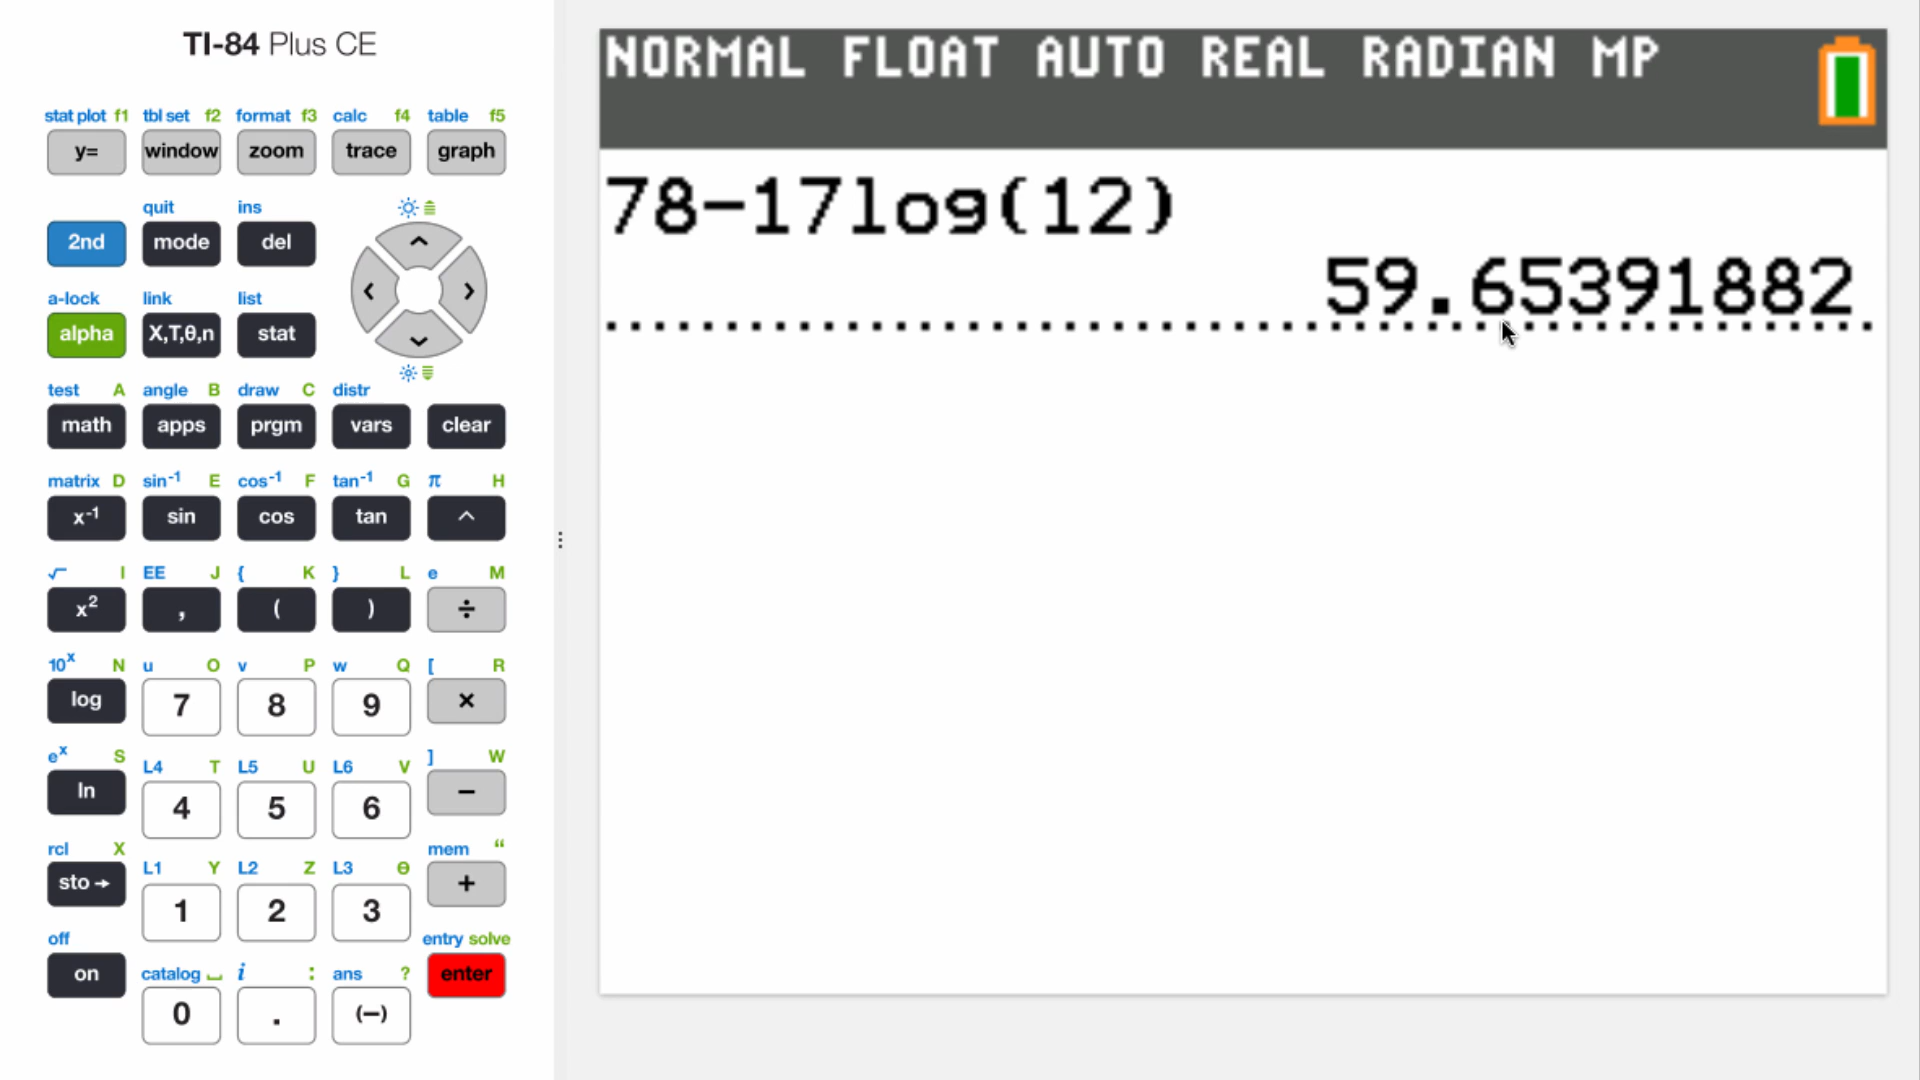 TI-84 Plus CE
stat plot f1 tbl set f2 format f3 calc f4 table f5
y= window zoom trace graph
quit ins
2nd mode del
a-lock link list
alpha X,T,θ,n stat
test A angle B draw C distr
math apps prgm vars clear
matrix D sin⁻¹ E cos⁻¹ F tan⁻¹ G π H
x⁻¹ sin cos tan ^
√ I EE J { K } L e M
x² , ( ) ÷
10ˣ N u O v P w Q [ R
log 7 8 9 ×
eˣ S L4 T L5 U L6 V ] W
ln 4 5 6 −
rcl X L1 Y L2 Z L3 θ mem “
sto→ 1 2 3 +
off catalog ⎵ i : ans ? entry solve
on 0 . (−) enter
NORMAL FLOAT AUTO REAL RADIAN MP
78-17log(12)
59.65391882